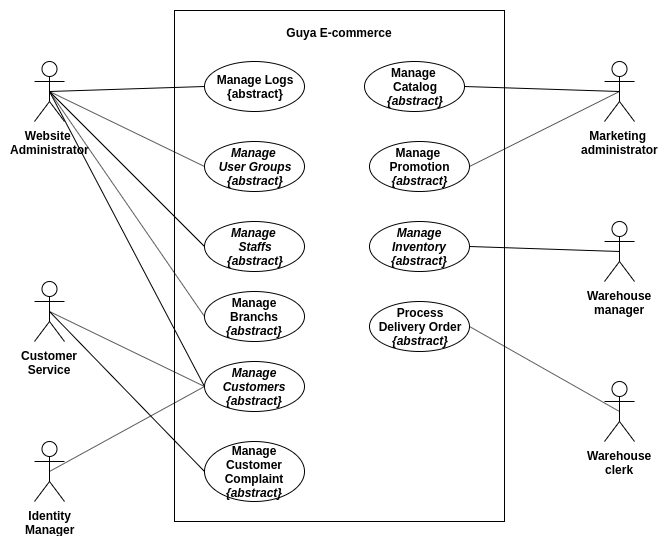 Guya E-commerce
Website
Administrator
Customer
Service
Identity
Manager
Manage Logs
{abstract}
Manage
User Groups
{abstract}
Manage
Staffs
{abstract}
Manage
Branchs
{abstract}
Manage
Customers
{abstract}
Manage
Customer
Complaint
{abstract}
Manage
Catalog
{abstract}
Manage
Promotion
{abstract}
Manage
Inventory
{abstract}
Process
Delivery Order
{abstract}
Marketing
administrator
Warehouse
manager
Warehouse
clerk